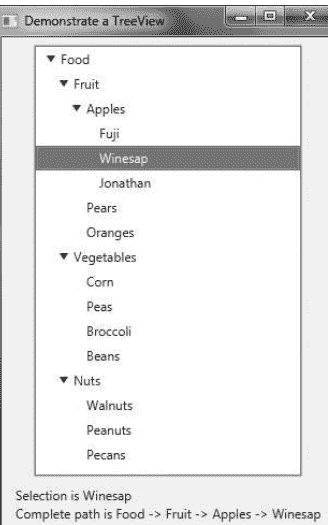 Demonstrate a TreeView
Food
Fruit
Apples
Fuji
Winesap
Jonathan
Pears
Oranges
Vegetables
Corn
Peas
Broccoli
Beans
Nuts
Walnuts
Peanuts
Pecans
Selection is Winesap
Complete path is Food -> Fruit -> Apples -> Winesap